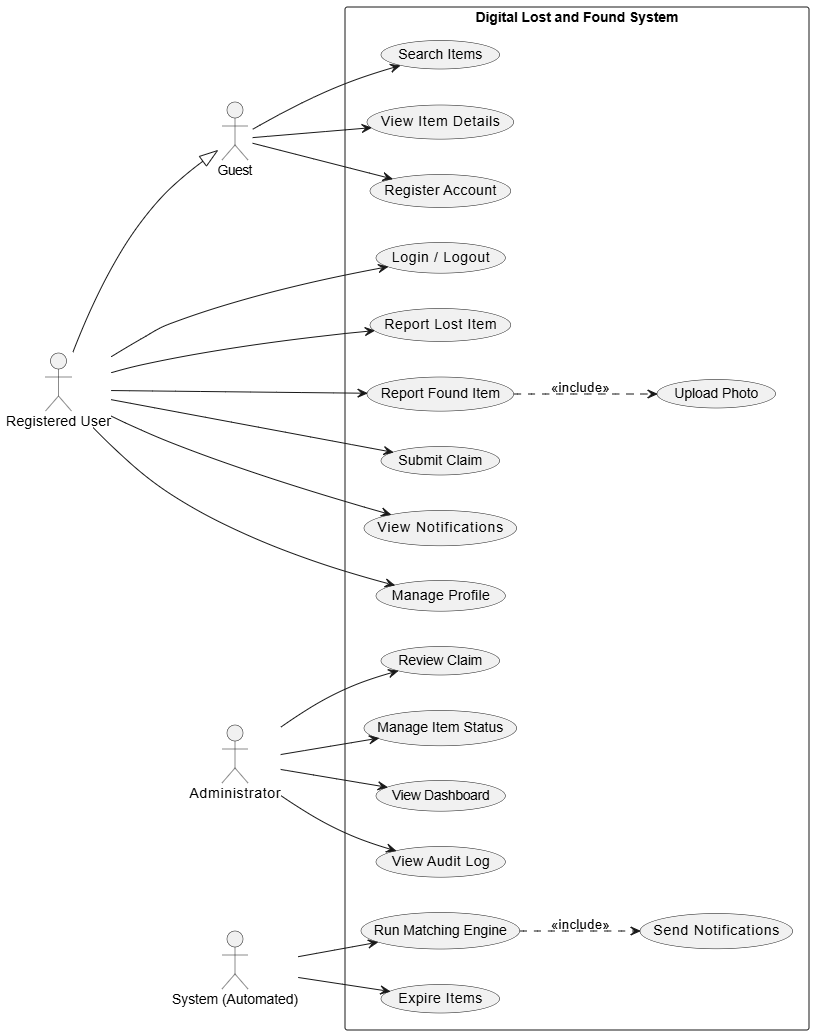 Digital Lost and Found System
Search Items
View Item Details
Guest
Register Account
Login / Logout
Report Lost Item
Registered User
Report Found Item
«include»
Upload Photo
Submit Claim
View Notifications
Manage Profile
Review Claim
Manage Item Status
Administrator
View Dashboard
View Audit Log
Run Matching Engine
«include»
Send Notifications
System (Automated)
Expire Items